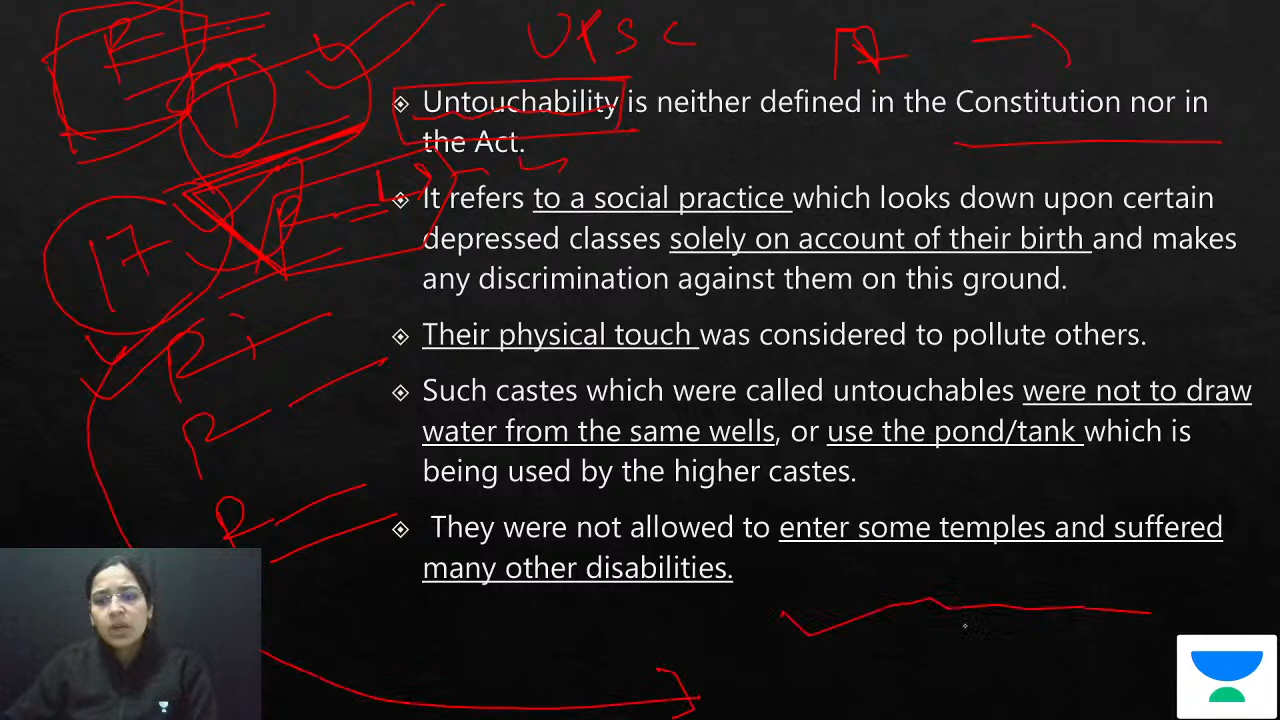 UPSC
R
R
1
◈ Untouchability is neither defined in the Constitution nor in
the Act.
◈ It refers to a social practice which looks down upon certain
depressed classes solely on account of their birth and makes
any discrimination against them on this ground.
17
R
◈ Their physical touch was considered to pollute others.
R
◈ Such castes which were called untouchables were not to draw
water from the same wells, or use the pond/tank which is
being used by the higher castes.
R
R
◈ They were not allowed to enter some temples and suffered
many other disabilities.